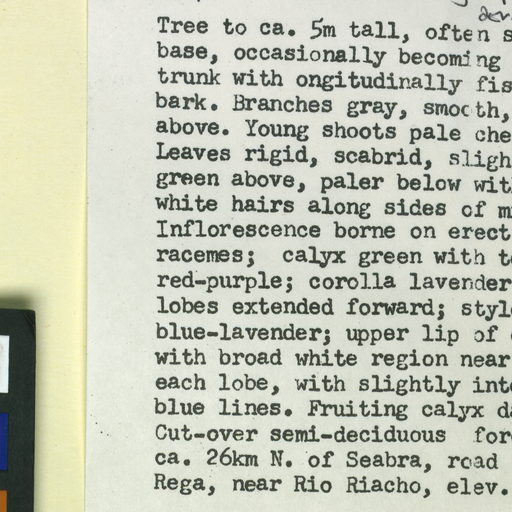 Tree to ca. 5m tall, often s
base, occasionally becoming
trunk with ongitudinally fis
bark. Branches gray, smooth,
above. Young shoots pale che
Leaves rigid, scabrid, sligh
green above, paler below wit
white hairs along sides of m
Inflorescence borne on erect
racemes; calyx green with t
red-purple; corolla lavender
lobes extended forward; styl
blue-lavender; upper lip of
with broad white region near
each lobe, with slightly int
blue lines. Fruiting calyx d
Cut-over semi-deciduous for
ca. 26km N. of Seabra, road
Rega, near Rio Riacho, elev.